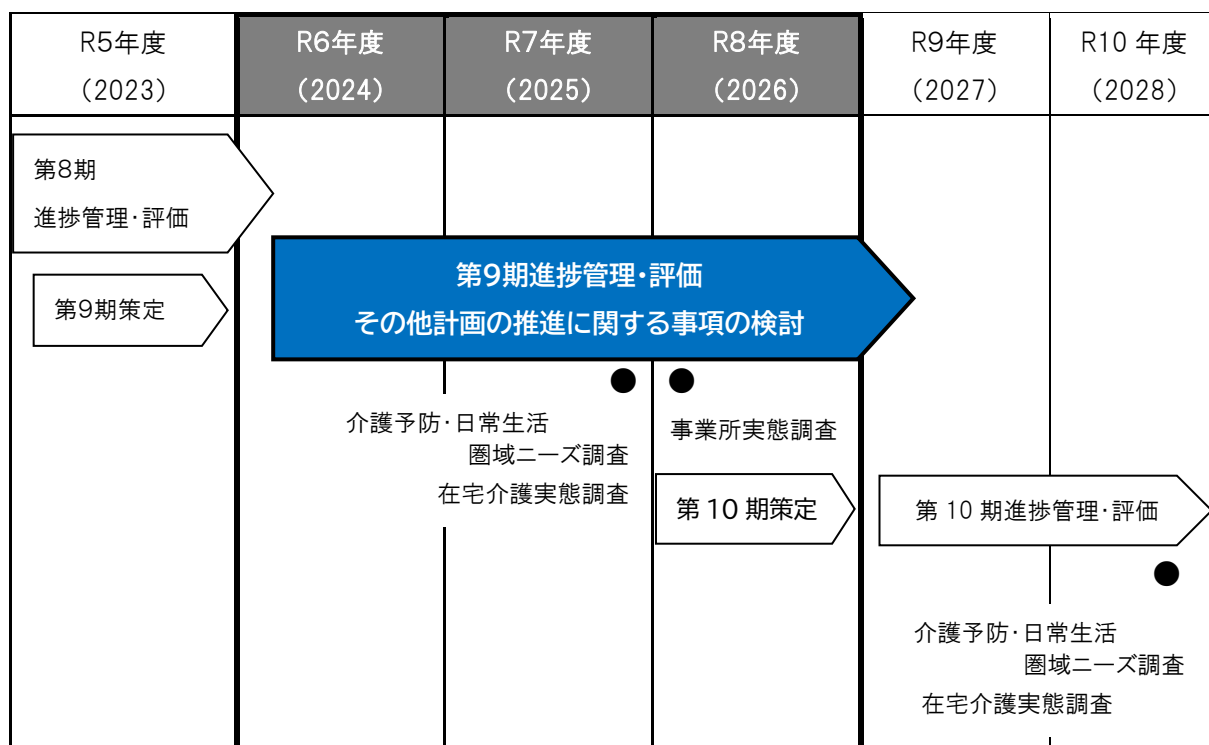 R5年度
(2023)
R6年度
(2024)
R7年度
(2025)
R8年度
(2026)
R9年度
(2027)
R10 年度
(2028)
第8期
進捗管理・評価
第9期策定
第9期進捗管理・評価
その他計画の推進に関する事項の検討
●
●
介護予防・日常生活
圏域ニーズ調査
在宅介護実態調査
事業所実態調査
第 10 期策定
第 10 期進捗管理・評価
●
介護予防・日常生活
圏域ニーズ調査
在宅介護実態調査